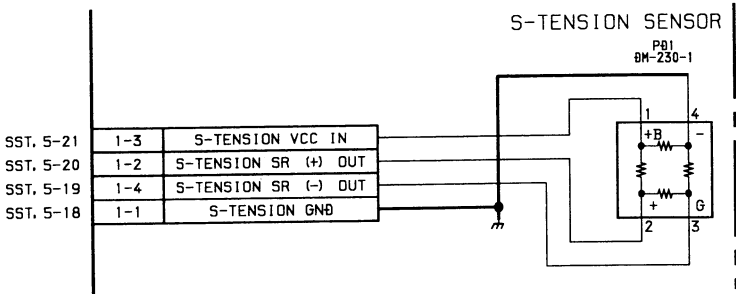 S-TENSION SENSOR
PD1
DM-230-1
1 4
+B -
SST. 5-21 1-3 S-TENSION VCC IN
SST. 5-20 1-2 S-TENSION SR (+) OUT
SST. 5-19 1-4 S-TENSION SR (-) OUT
SST. 5-18 1-1 S-TENSION GND
+ G
2 3